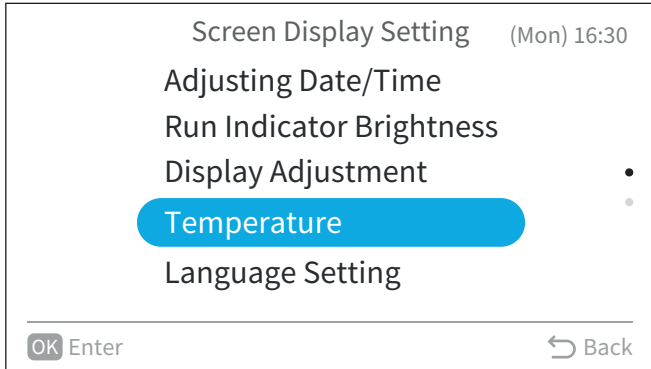 Screen Display Setting (Mon) 16:30
Adjusting Date/Time
Run Indicator Brightness
Display Adjustment
Temperature
Language Setting
OK Enter Back